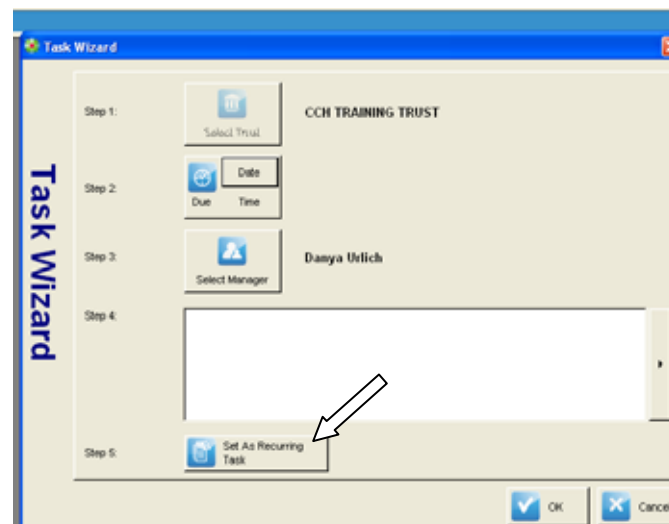 Task Wizard
Task Wizard
Step 1:
Select Trust
CCH TRAINING TRUST
Step 2:
Date
Due
Time
Step 3:
Select Manager
Danya Urlich
Step 4:
Step 5:
Set As Recurring
Task
OK
Cancel